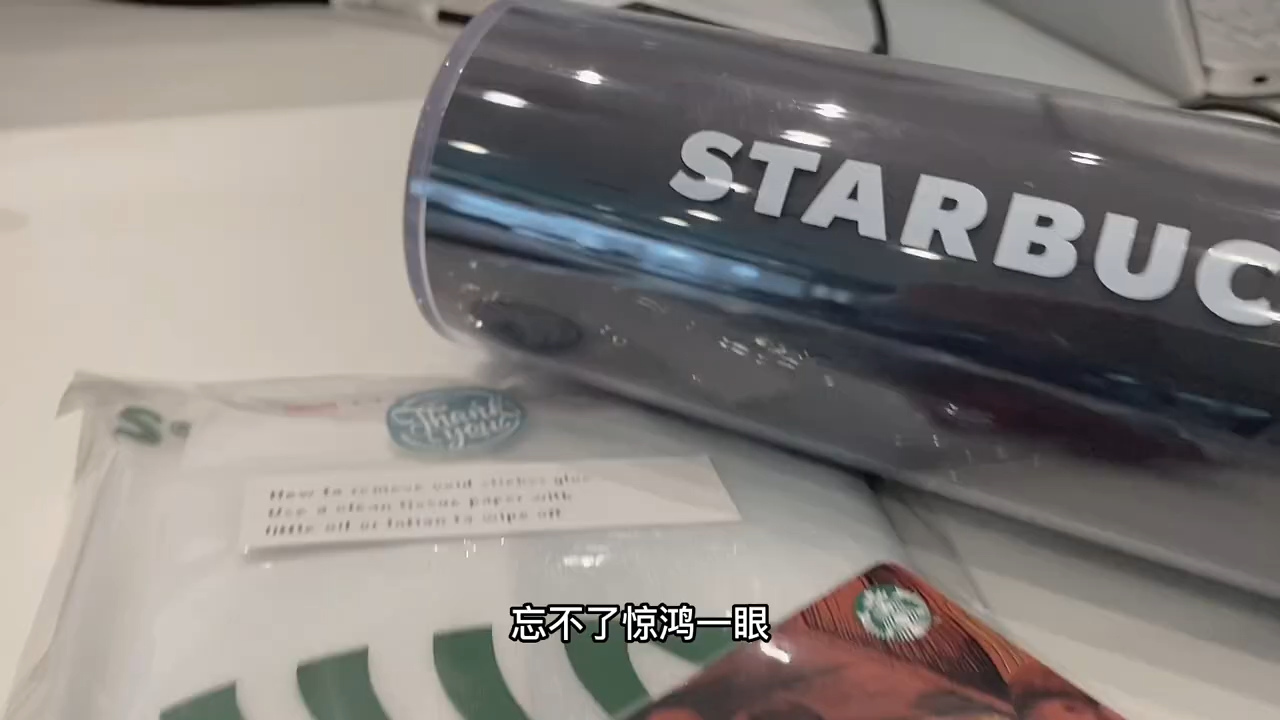 STARBUC
Thank
you
How to remove void sticker glue
Use a clean tissue paper with
little oil or lotion to wipe off
忘不了惊鸿一眼